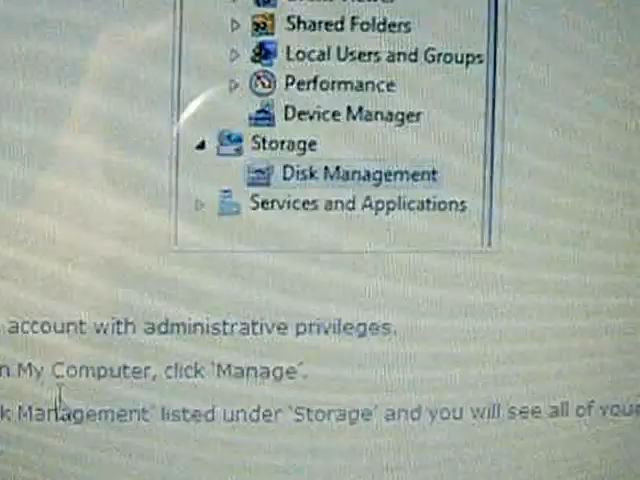 Shared Folders
Local Users and Groups
Performance
Device Manager
Storage
Disk Management
Services and Applications
account with administrative privileges.
My Computer, click 'Manage'.
Management' listed under 'Storage' and you will see all of your